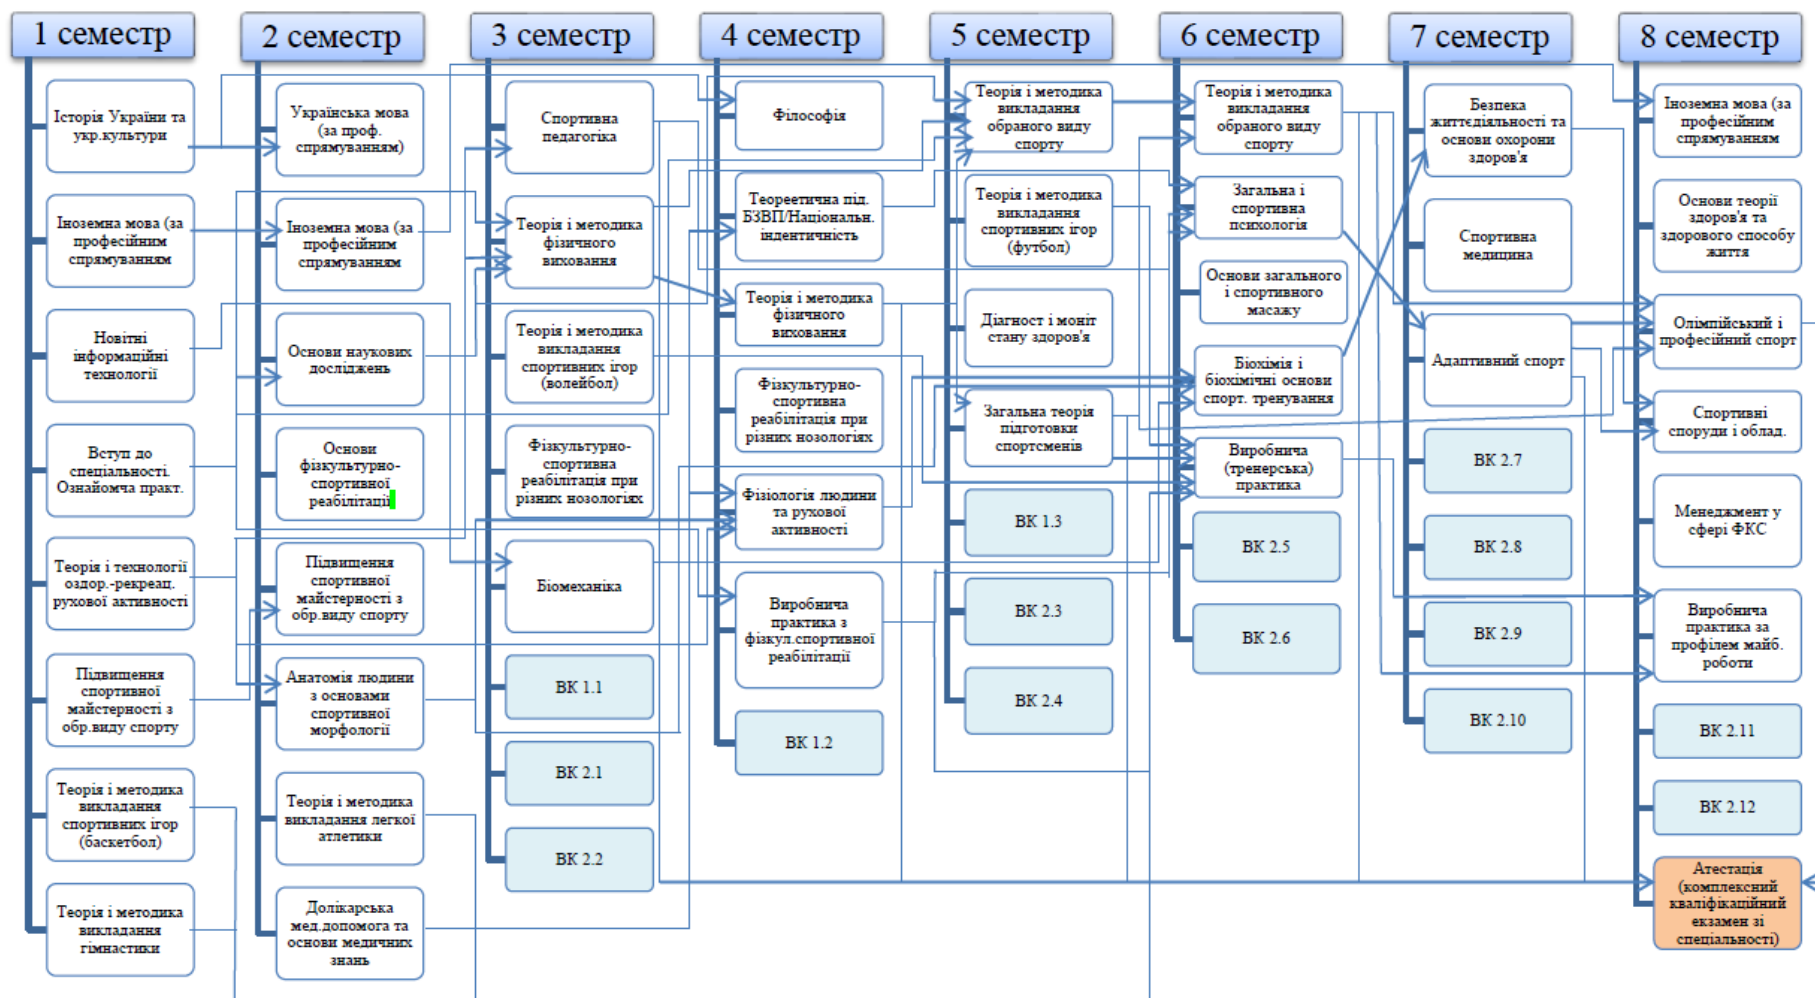 1 семестр
Історія України та
укр.культури
Іноземна мова (за
професійним
спрямуванням
Новітні
інформаційні
технології
Вступ до
спеціальності.
Ознайомча практ.
Теорія і технології
оздор.-рекреац.
рухової активності
Підвищення
спортивної
майстерності з
обр.виду спорту
Теорія і методика
викладання
спортивних ігор
(баскетбол)
Теорія і методика
викладання
гімнастики
2 семестр
Українська мова
(за проф.
спрямуванням)
Іноземна мова (за
професійним
спрямуванням
Основи наукових
досліджень
Основи
фізкультурно-
спортивної
реабілітації
Підвищення
спортивної
майстерності з
обр.виду спорту
Анатомія людини
з основами
спортивної
морфології
Теорія і методика
викладання легкої
атлетики
Долікарська
мед.допомога та
основи медичних
знань
3 семестр
Спортивна
педагогіка
Теорія і методика
фізичного
виховання
Теорія і методика
викладання
спортивних ігор
(волейбол)
Фізкультурно-
спортивна
реабілітація при
різних нозологіях
Біомеханіка
ВК 1.1
ВК 2.1
ВК 2.2
4 семестр
Філософія
Теореетична під.
БЗВП/Національн.
індентичність
Теорія і методика
фізичного
виховання
Фізкультурно-
спортивна
реабілітація при
різних нозологіях
Фізіологія людини
та рухової
активності
Виробнича
практика з
фізкул.спортивної
реабілітації
ВК 1.2
5 семестр
Теорія і методика
викладання
обраного виду
спорту
Теорія і методика
викладання
спортивних ігор
(футбол)
Діагност і моніт
стану здоров'я
Загальна теорія
підготовки
спортсменів
ВК 1.3
ВК 2.3
ВК 2.4
6 семестр
Теорія і методика
викладання
обраного виду
спорту
Загальна і
спортивна
психологія
Основи загального
і спортивного
масажу
Біохімія і
біохімічні основи
спорт. тренування
Виробнича
(тренерська)
практика
ВК 2.5
ВК 2.6
7 семестр
Безпека
життєдіяльності та
основи охорони
здоров'я
Спортивна
медицина
Адаптивний спорт
ВК 2.7
ВК 2.8
ВК 2.9
ВК 2.10
8 семестр
Іноземна мова (за
професійним
спрямуванням
Основи теорії
здоров'я та
здорового способу
життя
Олімпійський і
професійний спорт
Спортивні
споруди і облад.
Менеджмент у
сфері ФКС
Виробнича
практика за
профілем майб.
роботи
ВК 2.11
ВК 2.12
Атестація
(комплексний
кваліфікаційний
екзамен зі
спеціальності)